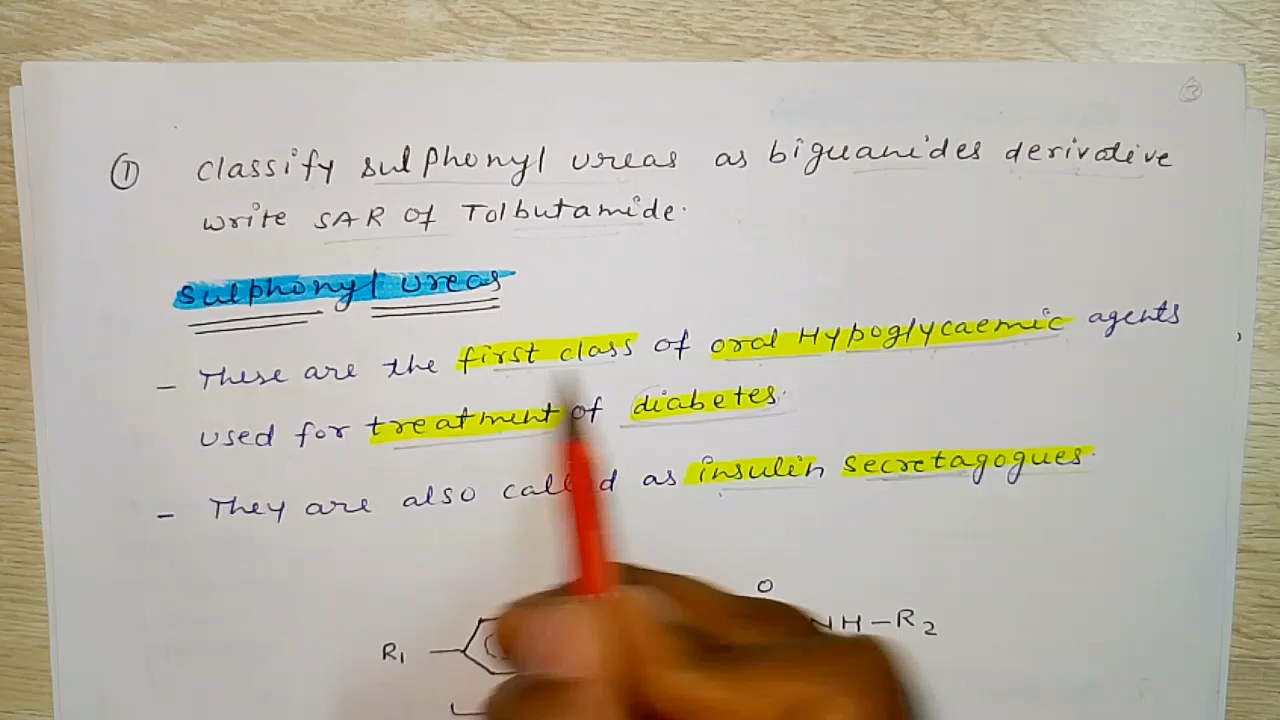 ① classify sulphonyl ureas as biguanides derivative
write SAR of Tolbutamide.
sulphonyl ureas
- These are the first class of oral Hypoglycaemic agents,
used for treatment of diabetes.
- They are also called as insulin secretagogues.
O
R1
NH-R2